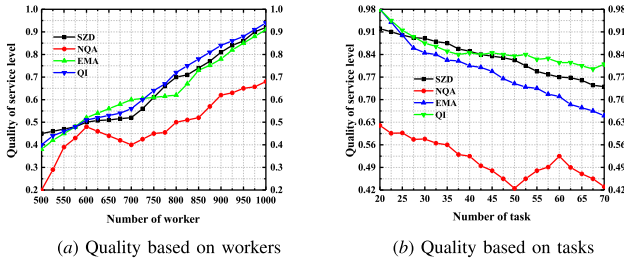 1.0 1.0
0.9 0.9
0.8 0.8
0.7 0.7
0.6 0.6
0.5 0.5
0.4 0.4
0.3 0.3
0.2 0.2
Quality of service level
SZD
NQA
EMA
QI
500 550 600 650 700 750 800 850 900 950 1000
Number of worker
(a) Quality based on workers
0.98 0.98
0.91 0.91
0.84 0.84
0.77 0.77
0.70 0.70
0.63 0.63
0.56 0.56
0.49 0.49
0.42 0.42
Quality of service level
SZD
NQA
EMA
QI
20 25 30 35 40 45 50 55 60 65 70
Number of task
(b) Quality based on tasks